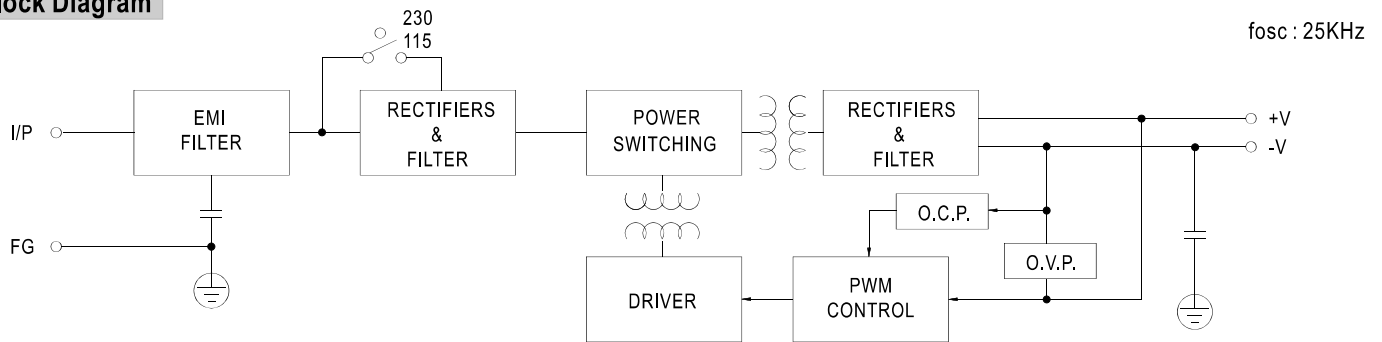 lock Diagram
230
115
fosc : 25KHz
I/P
EMI
FILTER
RECTIFIERS
&
FILTER
POWER
SWITCHING
RECTIFIERS
&
FILTER
+V
-V
O.C.P.
FG
O.V.P.
DRIVER
PWM
CONTROL